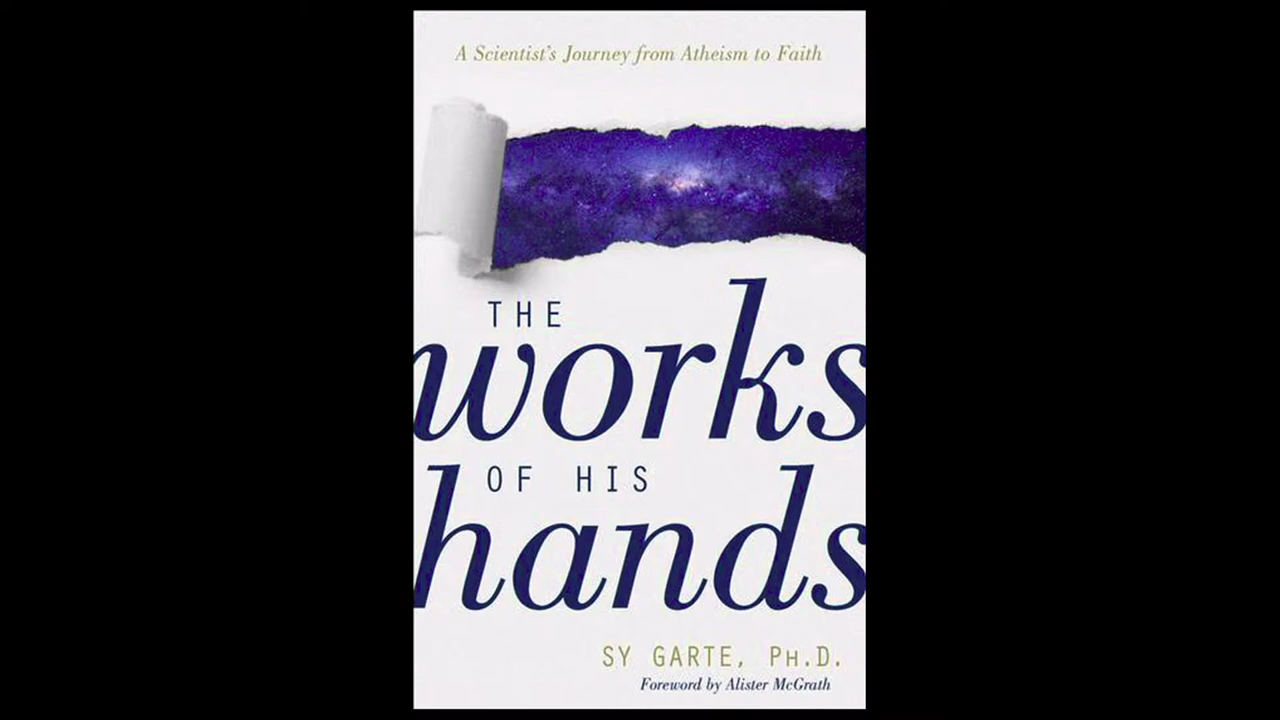 A Scientist's Journey from Atheism to Faith
THE
works
OF HIS
hands
SY GARTE, PH.D.
Foreword by Alister McGrath